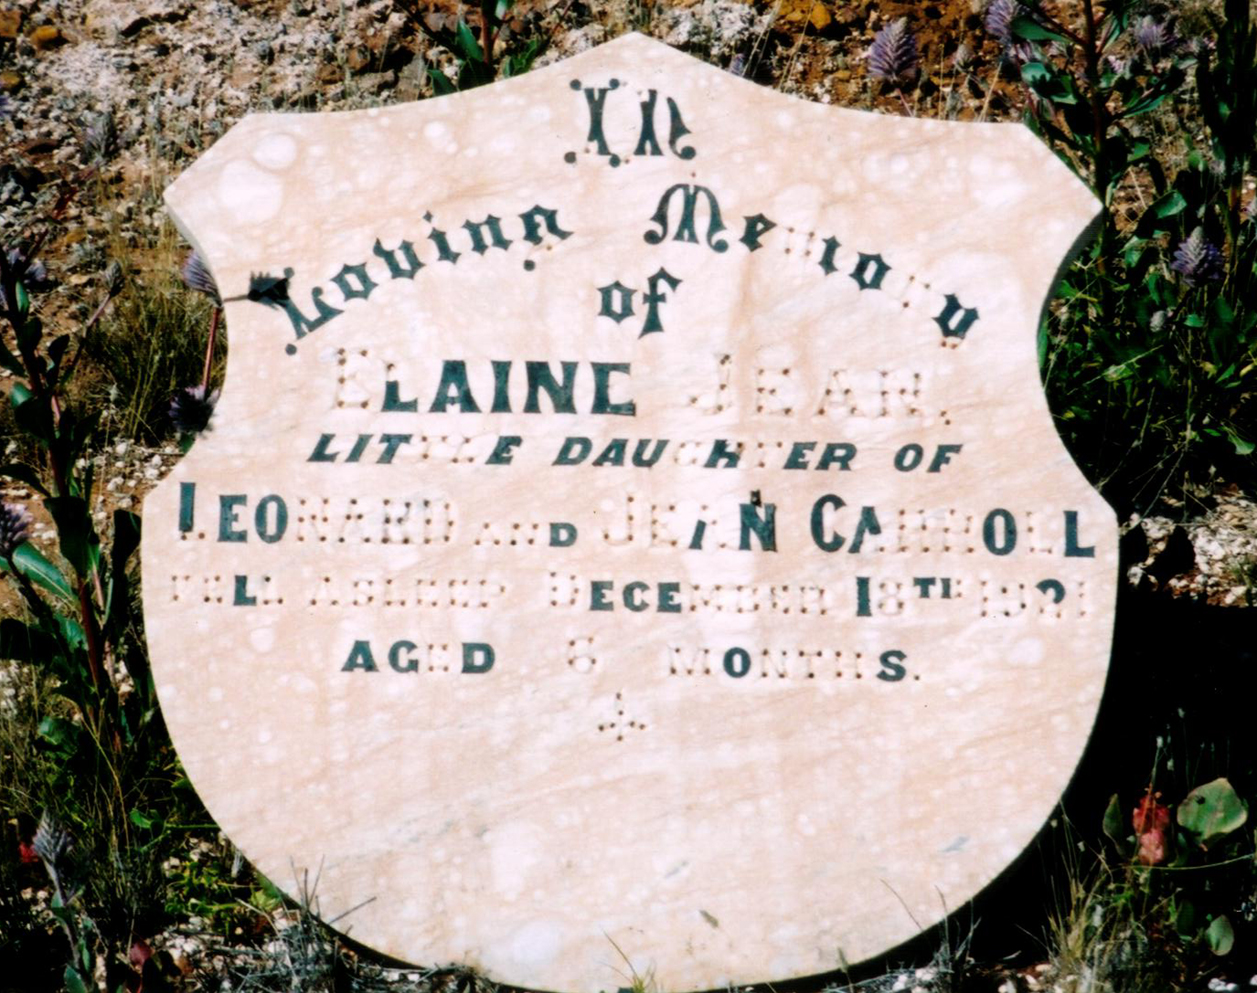 IN
Loving Memory
of
ELAINE JEAN.
LITTLE DAUGHTER OF
LEONARD AND JEAN CARROLL
FELL ASLEEP DECEMBER 18TH 1921
AGED 6 MONTHS.